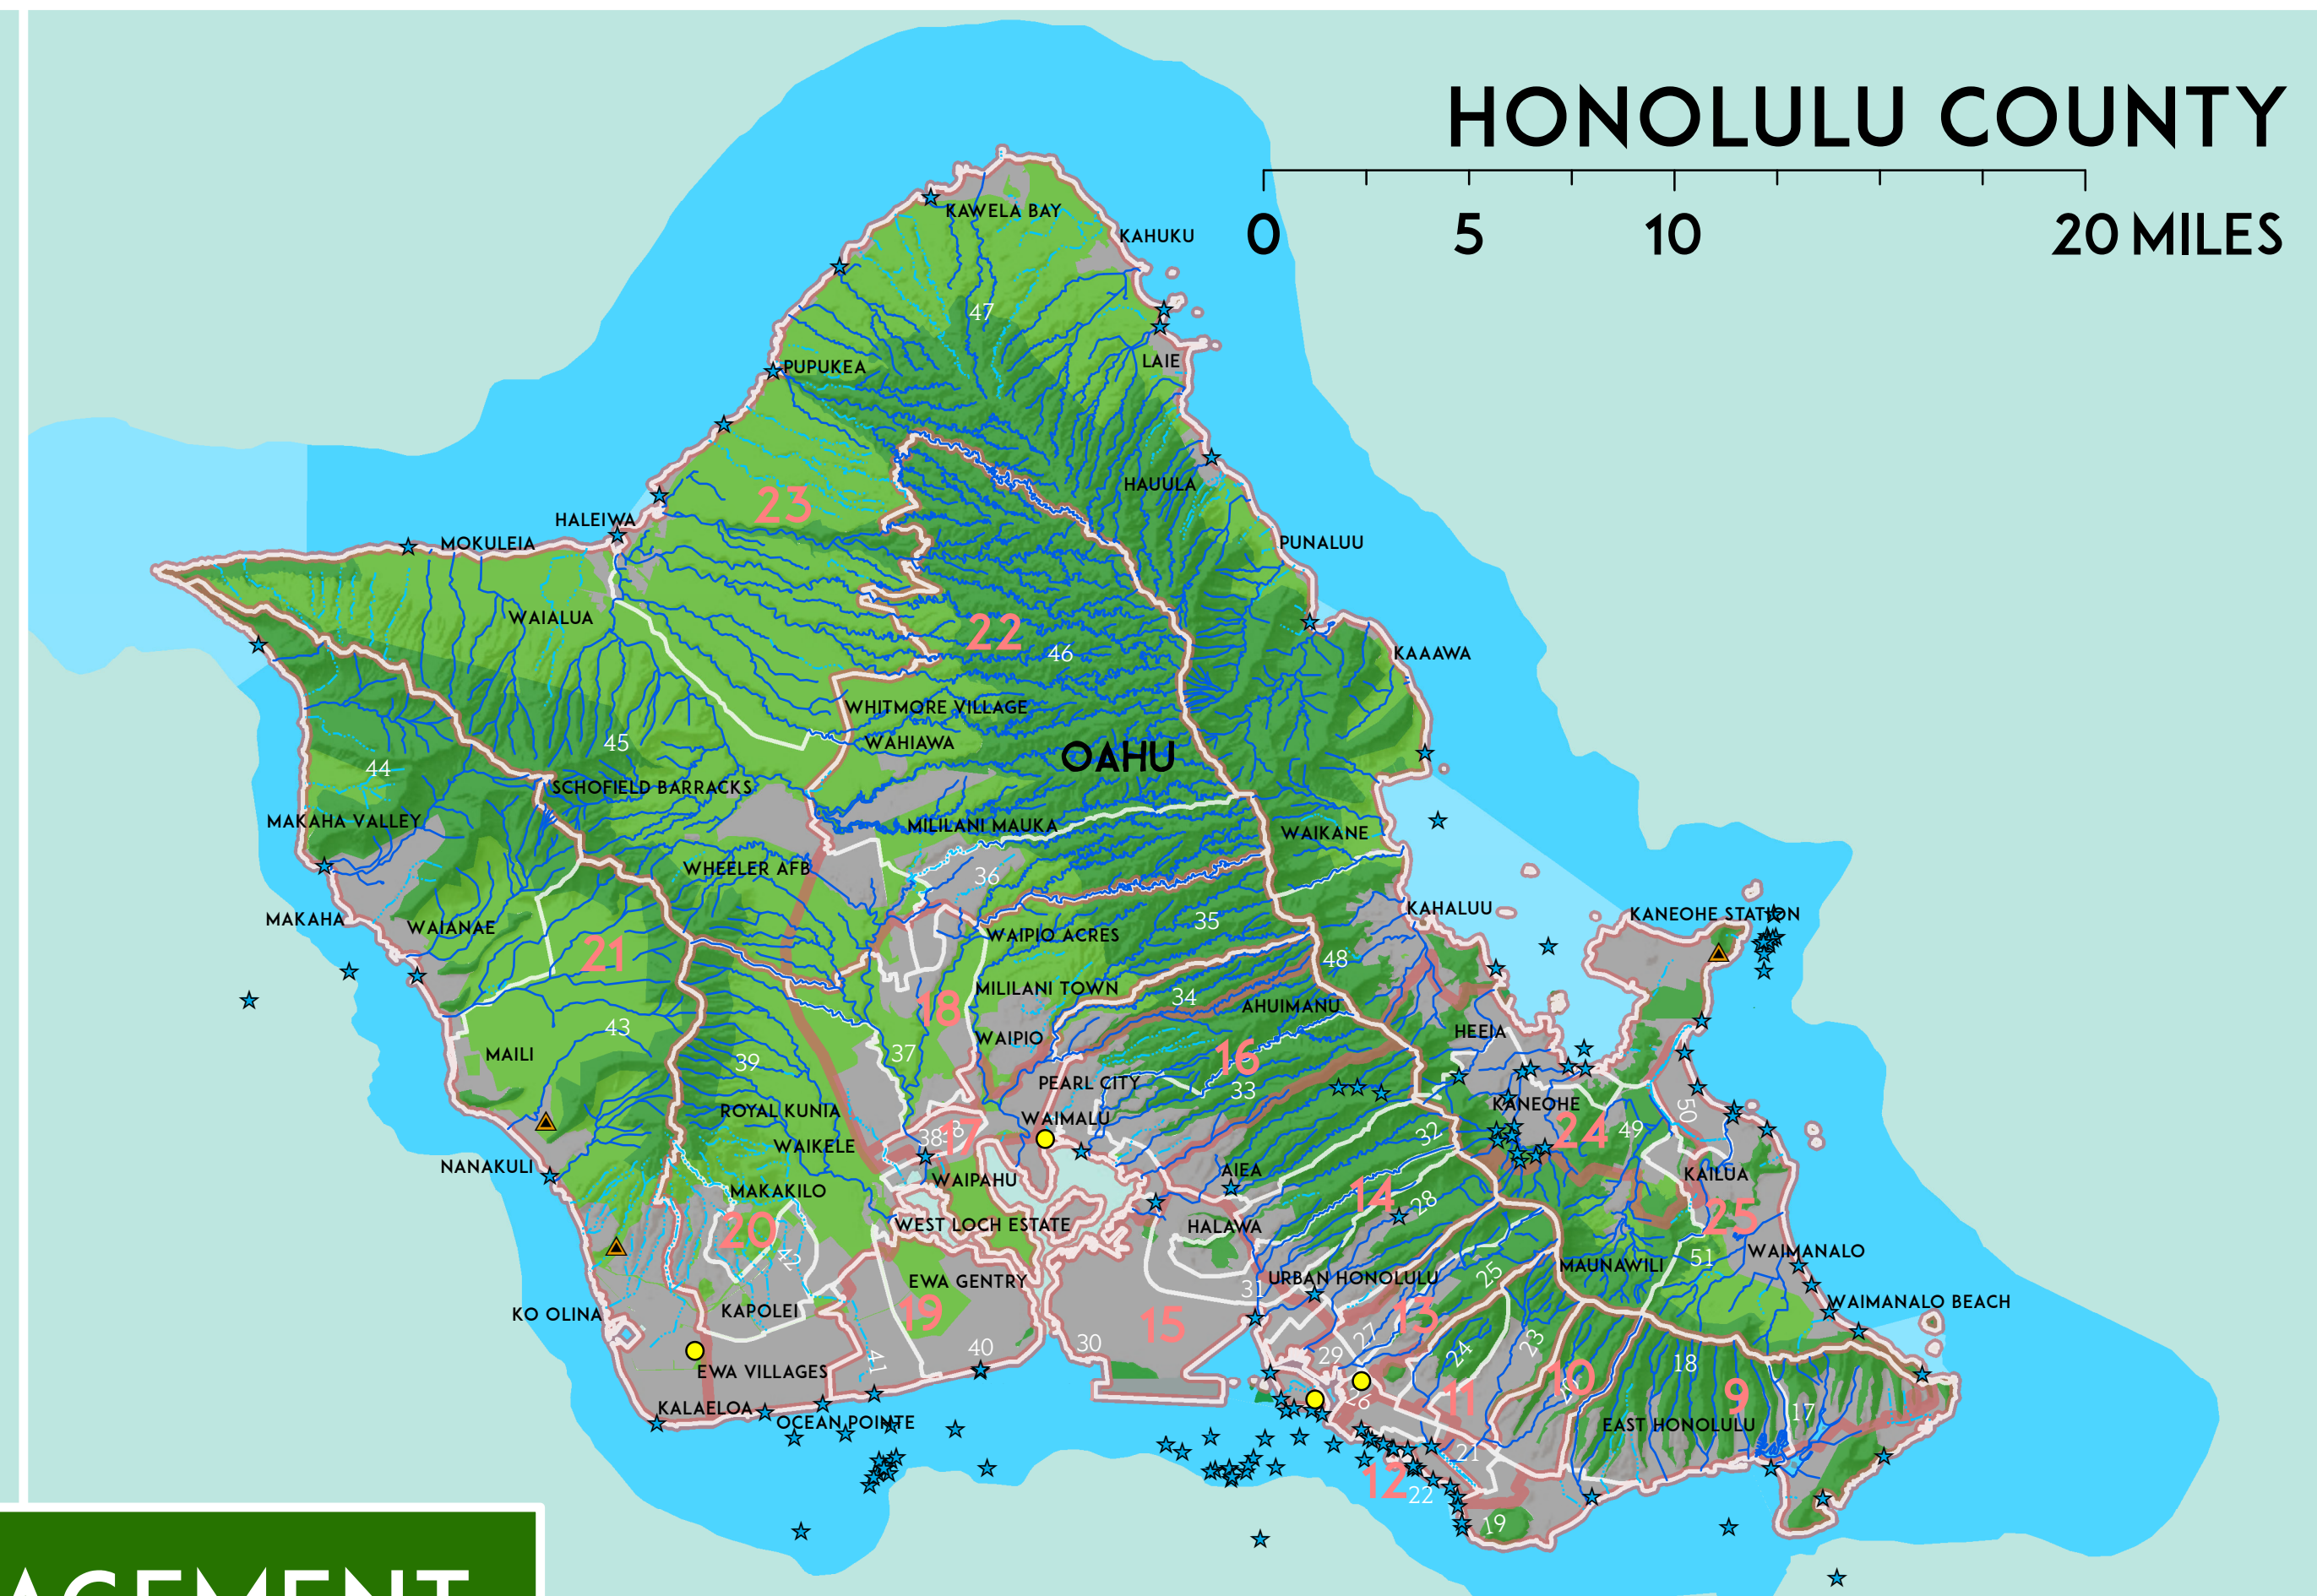 HONOLULU COUNTY
0 5 10 20 MILES
KAWELA BAY
KAHUKU
47
LAIE
PUPUKEA
HAUULA
23
HALEIWA
MOKULEIA
PUNALUU
WAIALUA
22
46
KAAAWA
WHITMORE VILLAGE
45
WAHIAWA
OAHU
44
SCHOFIELD BARRACKS
MAKAHA VALLEY
MILILANI MAUKA
WAIKANE
WHEELER AFB
36
MAKAHA
WAIANAE
35
KAHALUU
KANEOHE STATION
WAIPIO ACRES
21
48
MILILANI TOWN
34
18
AHUIMANU
43
WAIPIO
HEEIA
MAILI
37
16
39
PEARL CITY
33
ROYAL KUNIA
WAIMALU
KANEOHE
50
38
38
17
32
24
49
WAIKELE
NANAKULI
AIEA
KAILUA
WAIPAHU
MAKAKILO
14
28
25
20
WEST LOCH ESTATE
HALAWA
42
51
WAIMANALO
EWA GENTRY
31
URBAN HONOLULU
25
MAUNAWILI
KO OLINA
KAPOLEI
19
15
13
WAIMANALO BEACH
30
27
23
40
41
29
24
18
EWA VILLAGES
10
9
26
11
KALAELOA
17
OCEAN POINTE
EAST HONOLULU
21
12
22
19
AGEMENT